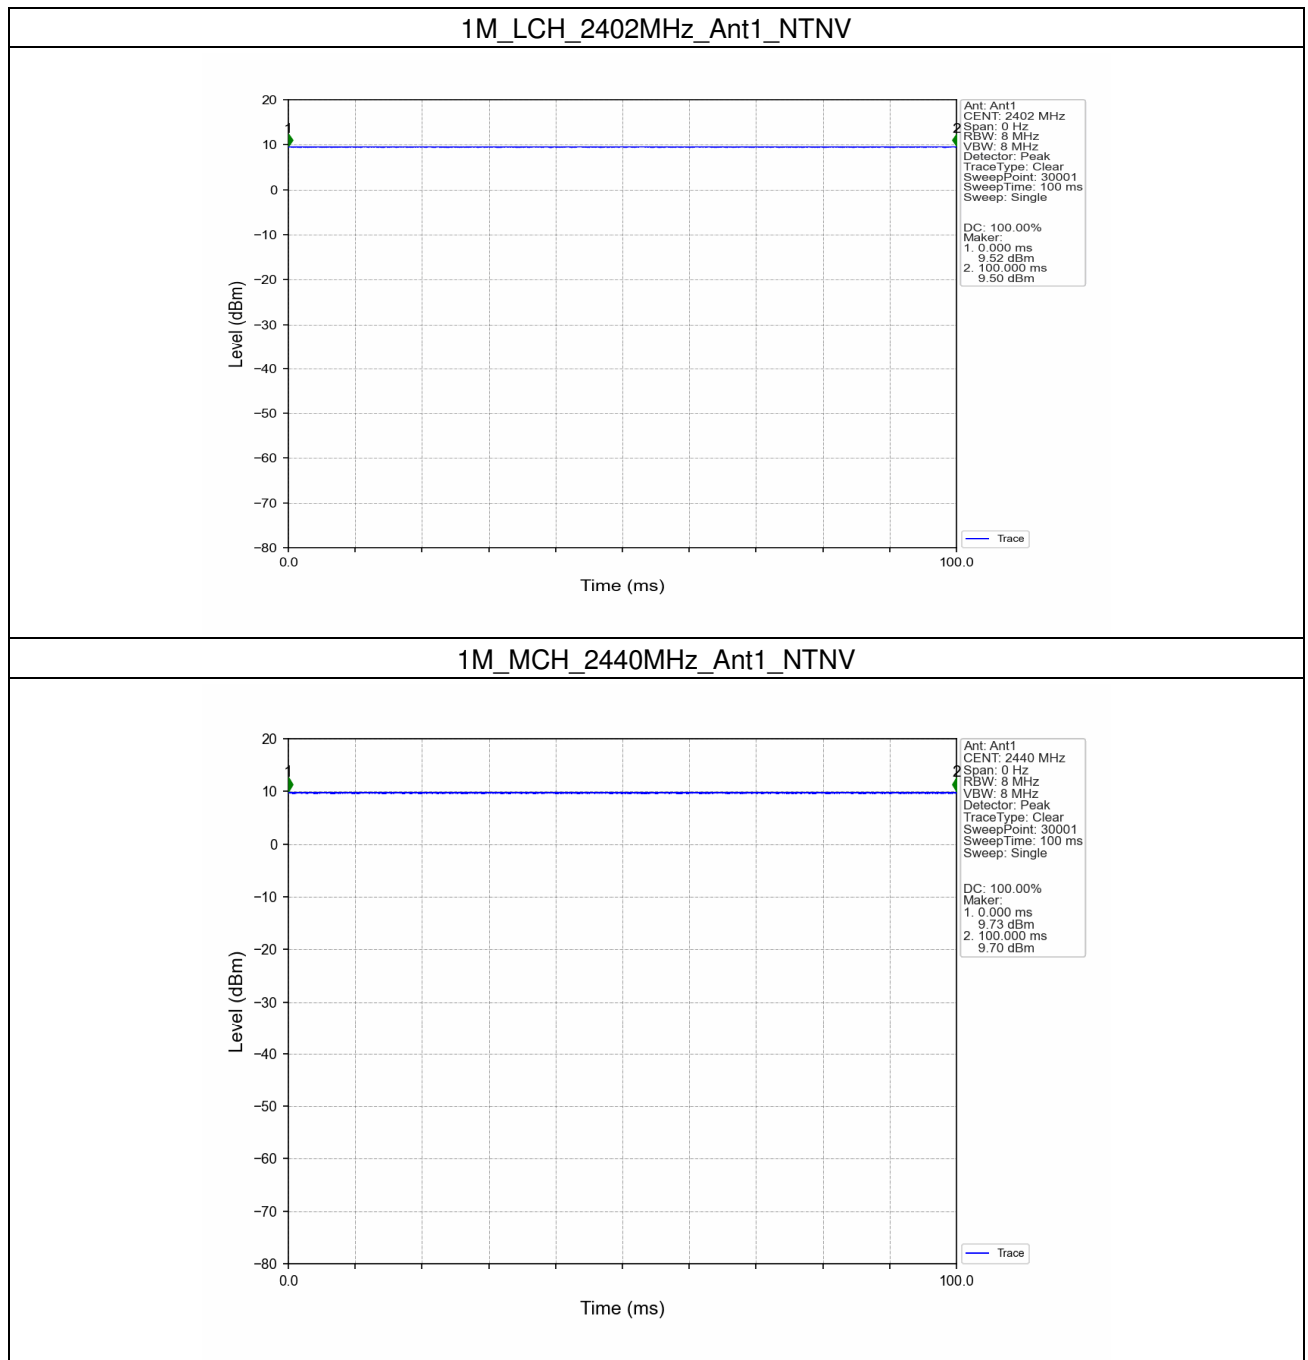 1M_LCH_2402MHz_Ant1_NTNV
20
10
0
−10
−20
−30
−40
−50
−60
−70
−80
Level (dBm)
1
2
0.0
100.0
Time (ms)
Ant: Ant1
CENT: 2402 MHz
Span: 0 Hz
RBW: 8 MHz
VBW: 8 MHz
Detector: Peak
TraceType: Clear
SweepPoint: 30001
SweepTime: 100 ms
Sweep: Single
DC: 100.00%
Maker:
1. 0.000 ms
9.52 dBm
2. 100.000 ms
9.50 dBm
Trace
1M_MCH_2440MHz_Ant1_NTNV
20
10
0
−10
−20
−30
−40
−50
−60
−70
−80
Level (dBm)
1
2
0.0
100.0
Time (ms)
Ant: Ant1
CENT: 2440 MHz
Span: 0 Hz
RBW: 8 MHz
VBW: 8 MHz
Detector: Peak
TraceType: Clear
SweepPoint: 30001
SweepTime: 100 ms
Sweep: Single
DC: 100.00%
Maker:
1. 0.000 ms
9.73 dBm
2. 100.000 ms
9.70 dBm
Trace